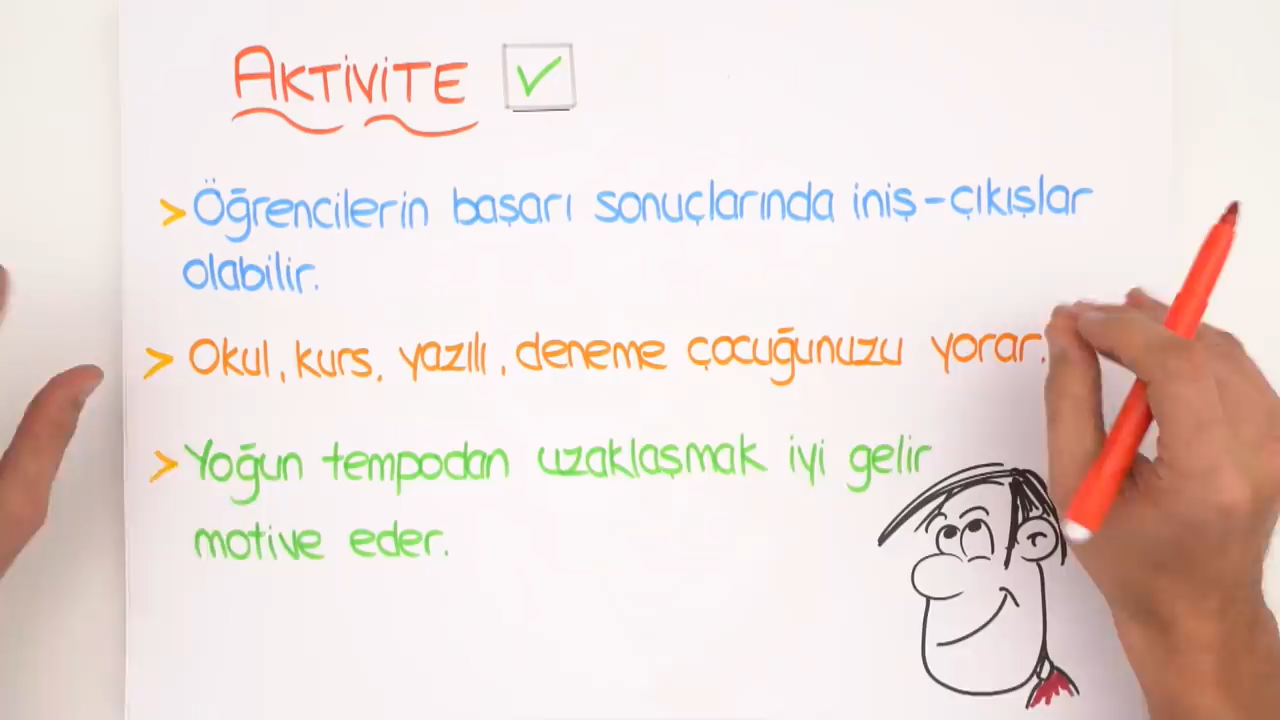 AKTİVİTE
> Öğrencilerin başarı sonuçlarında iniş-çıkışlar
olabilir.
> Okul, kurs, yazılı, deneme çocuğunuzu yorar.
> Yoğun tempodan uzaklaşmak iyi gelir
motive eder.